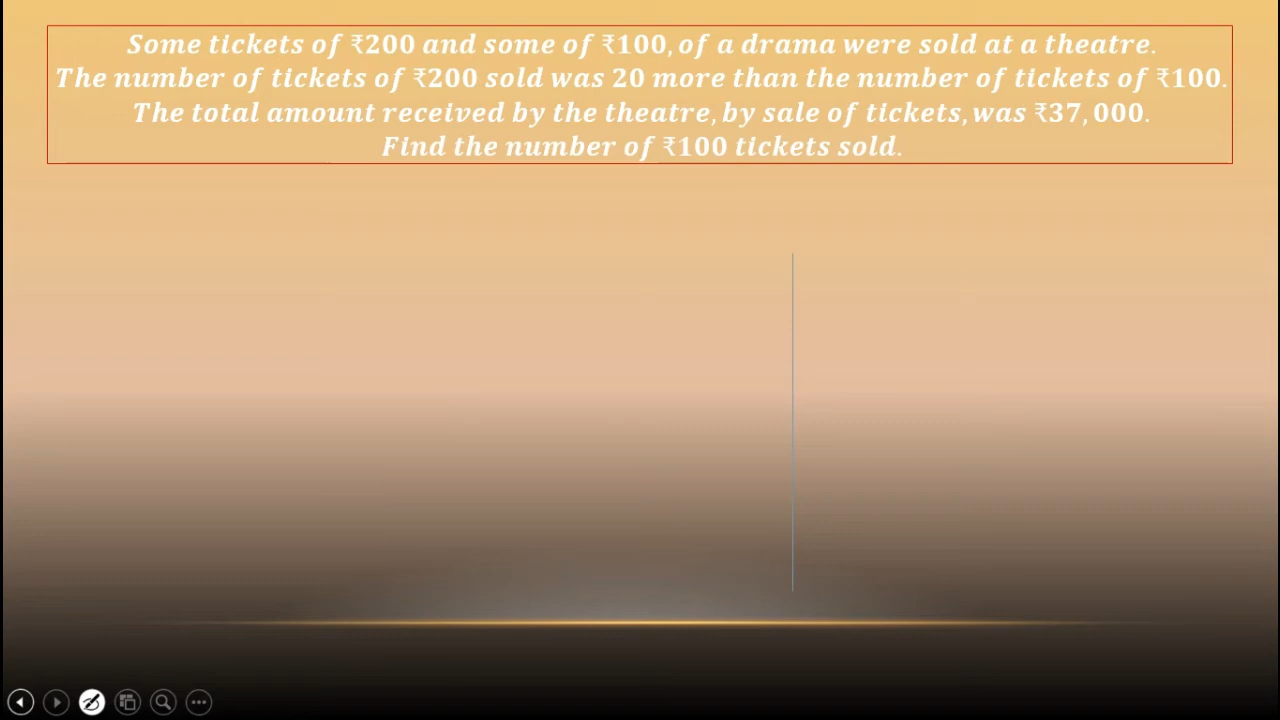 Some tickets of ₹200 and some of ₹100, of a drama were sold at a theatre.
The number of tickets of ₹200 sold was 20 more than the number of tickets of ₹100.
The total amount received by the theatre, by sale of tickets, was ₹37,000.
Find the number of ₹100 tickets sold.